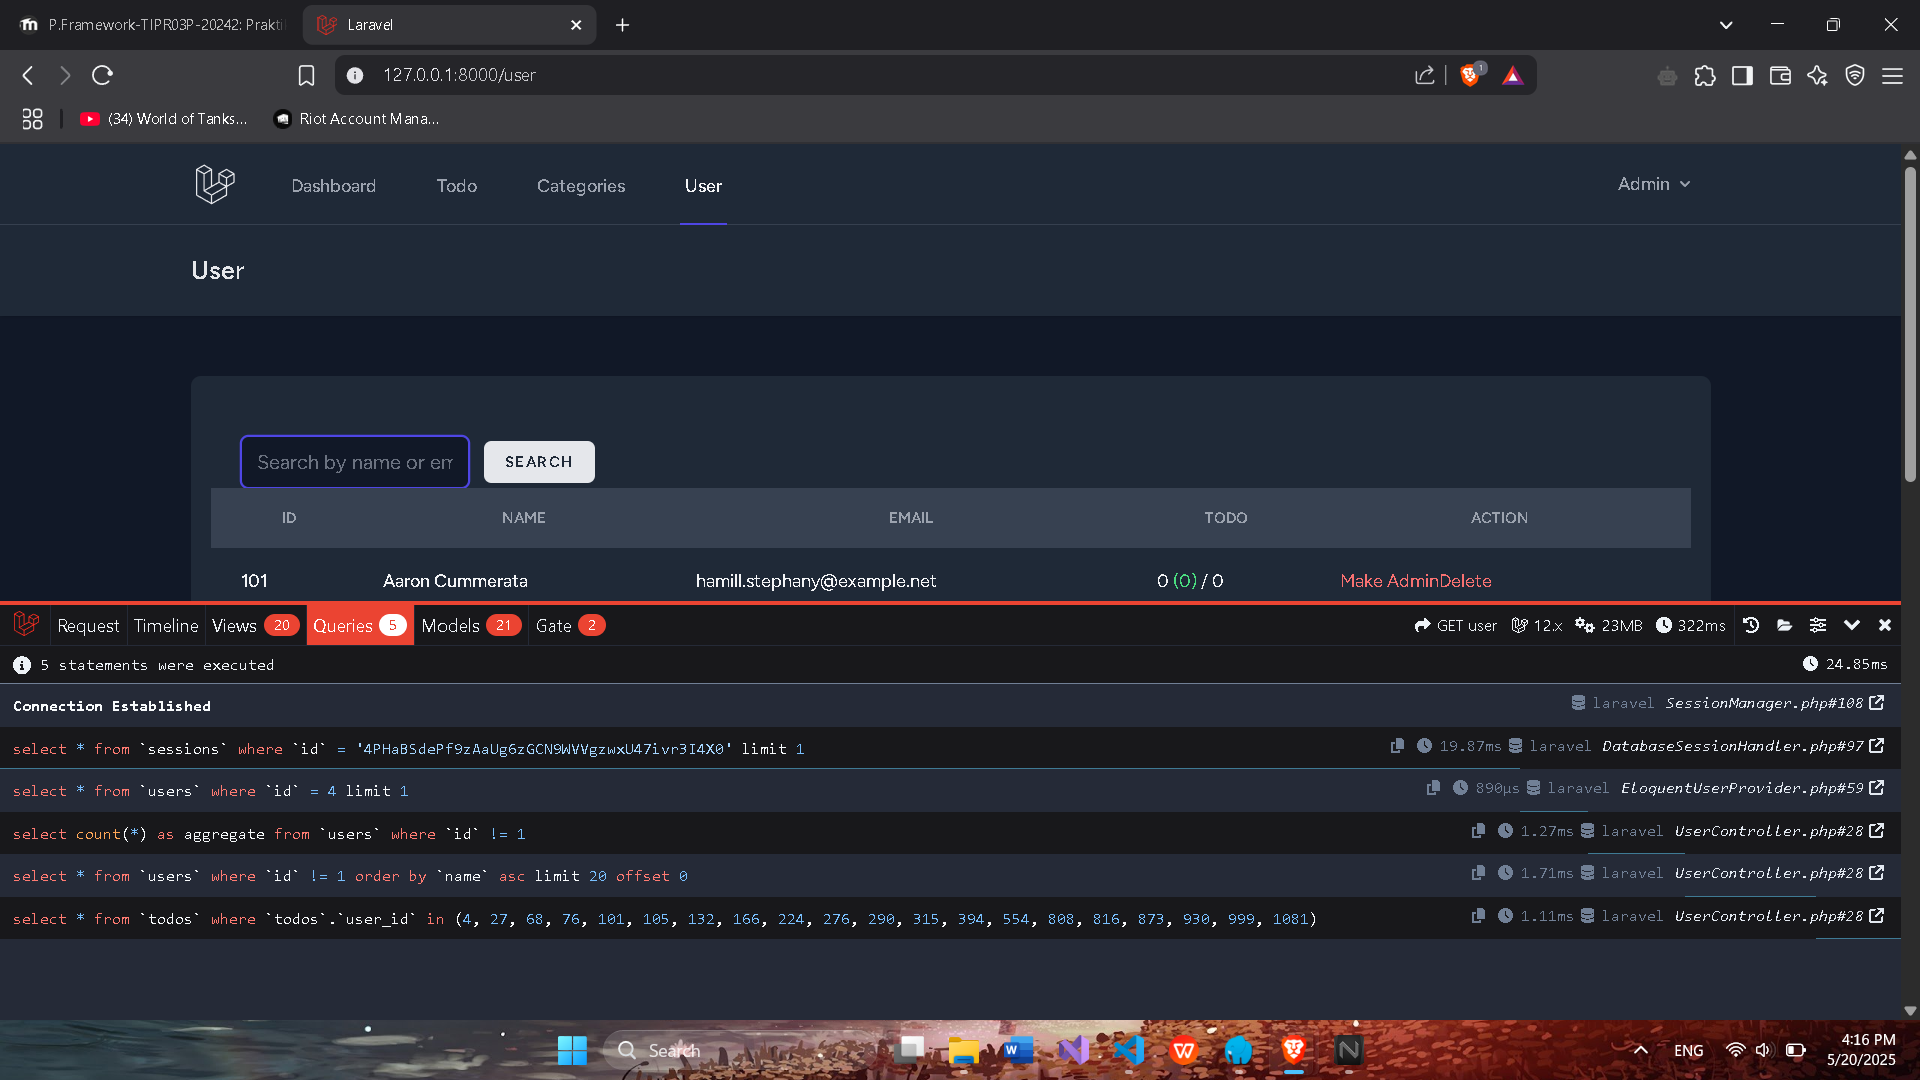 P.Framework-TIPR03P-20242: Prakti
Laravel
127.0.0.1:8000/user
1
(34) World of Tanks...
Riot Account Mana...
Dashboard
Todo
Categories
User
Admin
User
Search by name or em
SEARCH
ID NAME EMAIL TODO ACTION
101 Aaron Cummerata hamill.stephany@example.net 0 (0) / 0 Make AdminDelete
Request Timeline Views 20 Queries 5 Models 21 Gate 2 GET user 12.x 23MB 322ms
5 statements were executed 24.85ms
Connection Established laravel SessionManager.php#108
select * from `sessions` where `id` = '4PHaBSdePf9zAaUg6zGCN9WVVgzwxU47ivr3I4X0' limit 1 19.87ms laravel DatabaseSessionHandler.php#97
select * from `users` where `id` = 4 limit 1 890μs laravel EloquentUserProvider.php#59
select count(*) as aggregate from `users` where `id` != 1 1.27ms laravel UserController.php#28
select * from `users` where `id` != 1 order by `name` asc limit 20 offset 0 1.71ms laravel UserController.php#28
select * from `todos` where `todos`.`user_id` in (4, 27, 68, 76, 101, 105, 132, 166, 224, 276, 290, 315, 394, 554, 808, 816, 873, 930, 999, 1081) 1.11ms laravel UserController.php#28
Search
ENG
4:16 PM
5/20/2025